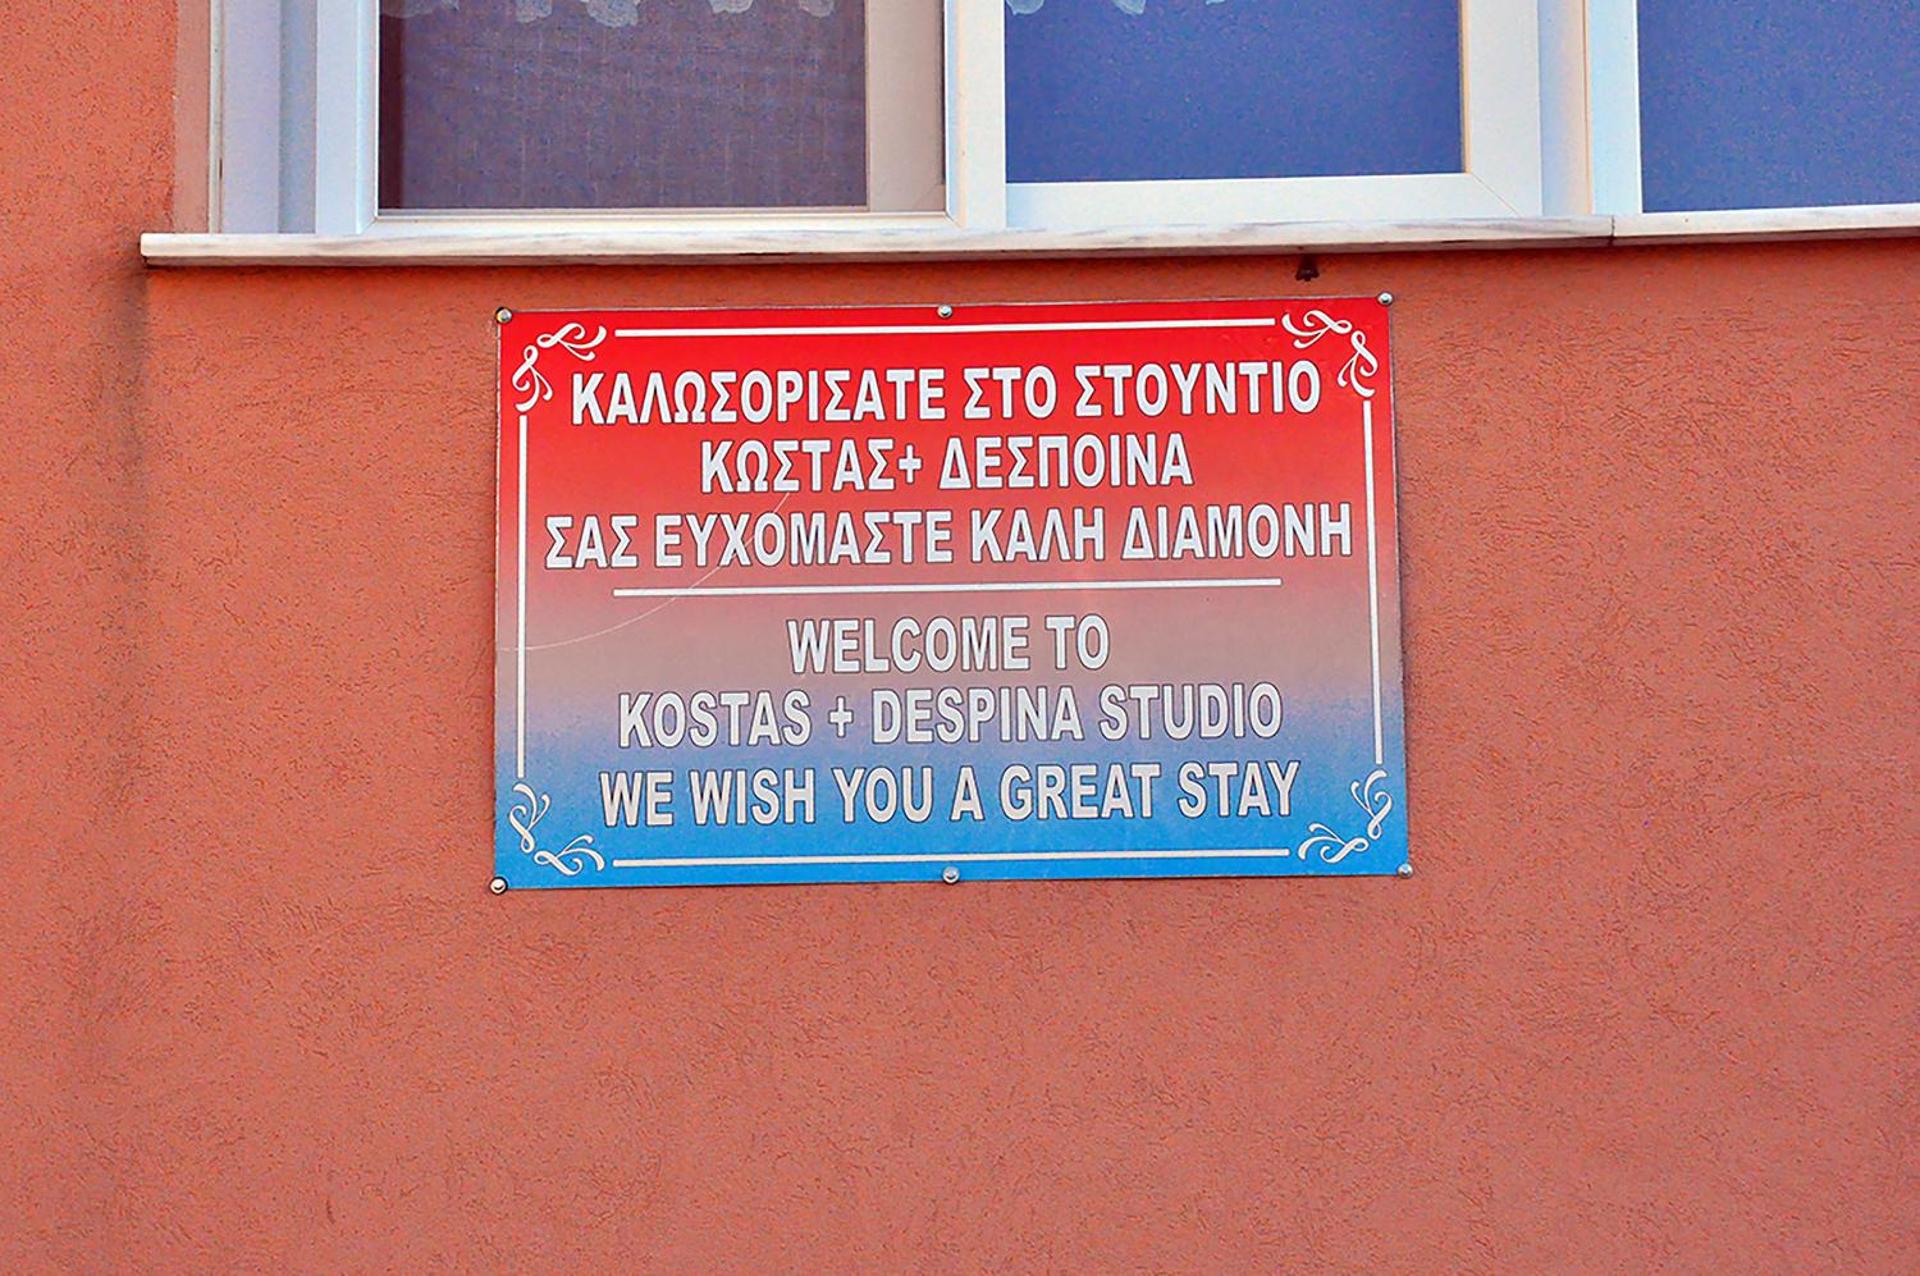 ΚΑΛΩΣΟΡΙΣΑΤΕ ΣΤΟ ΣΤΟΥΝΤΙΟ
ΚΩΣΤΑΣ+ ΔΕΣΠΟΙΝΑ
ΣΑΣ ΕΥΧΟΜΑΣΤΕ ΚΑΛΗ ΔΙΑΜΟΝΗ
WELCOME TO
KOSTAS + DESPINA STUDIO
WE WISH YOU A GREAT STAY